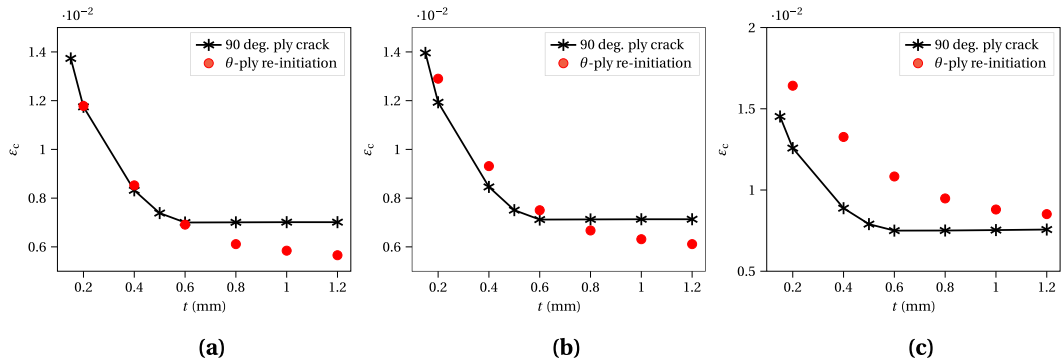 ·10⁻²
1.4
1.2
1
0.8
0.6
ε_c
90 deg. ply crack
θ-ply re-initiation
0.2 0.4 0.6 0.8 1 1.2
t (mm)
(a)
·10⁻²
1.4
1.2
1
0.8
0.6
ε_c
90 deg. ply crack
θ-ply re-initiation
0.2 0.4 0.6 0.8 1 1.2
t (mm)
(b)
·10⁻²
2
1.5
1
0.5
ε_c
90 deg. ply crack
θ-ply re-initiation
0.2 0.4 0.6 0.8 1 1.2
t (mm)
(c)